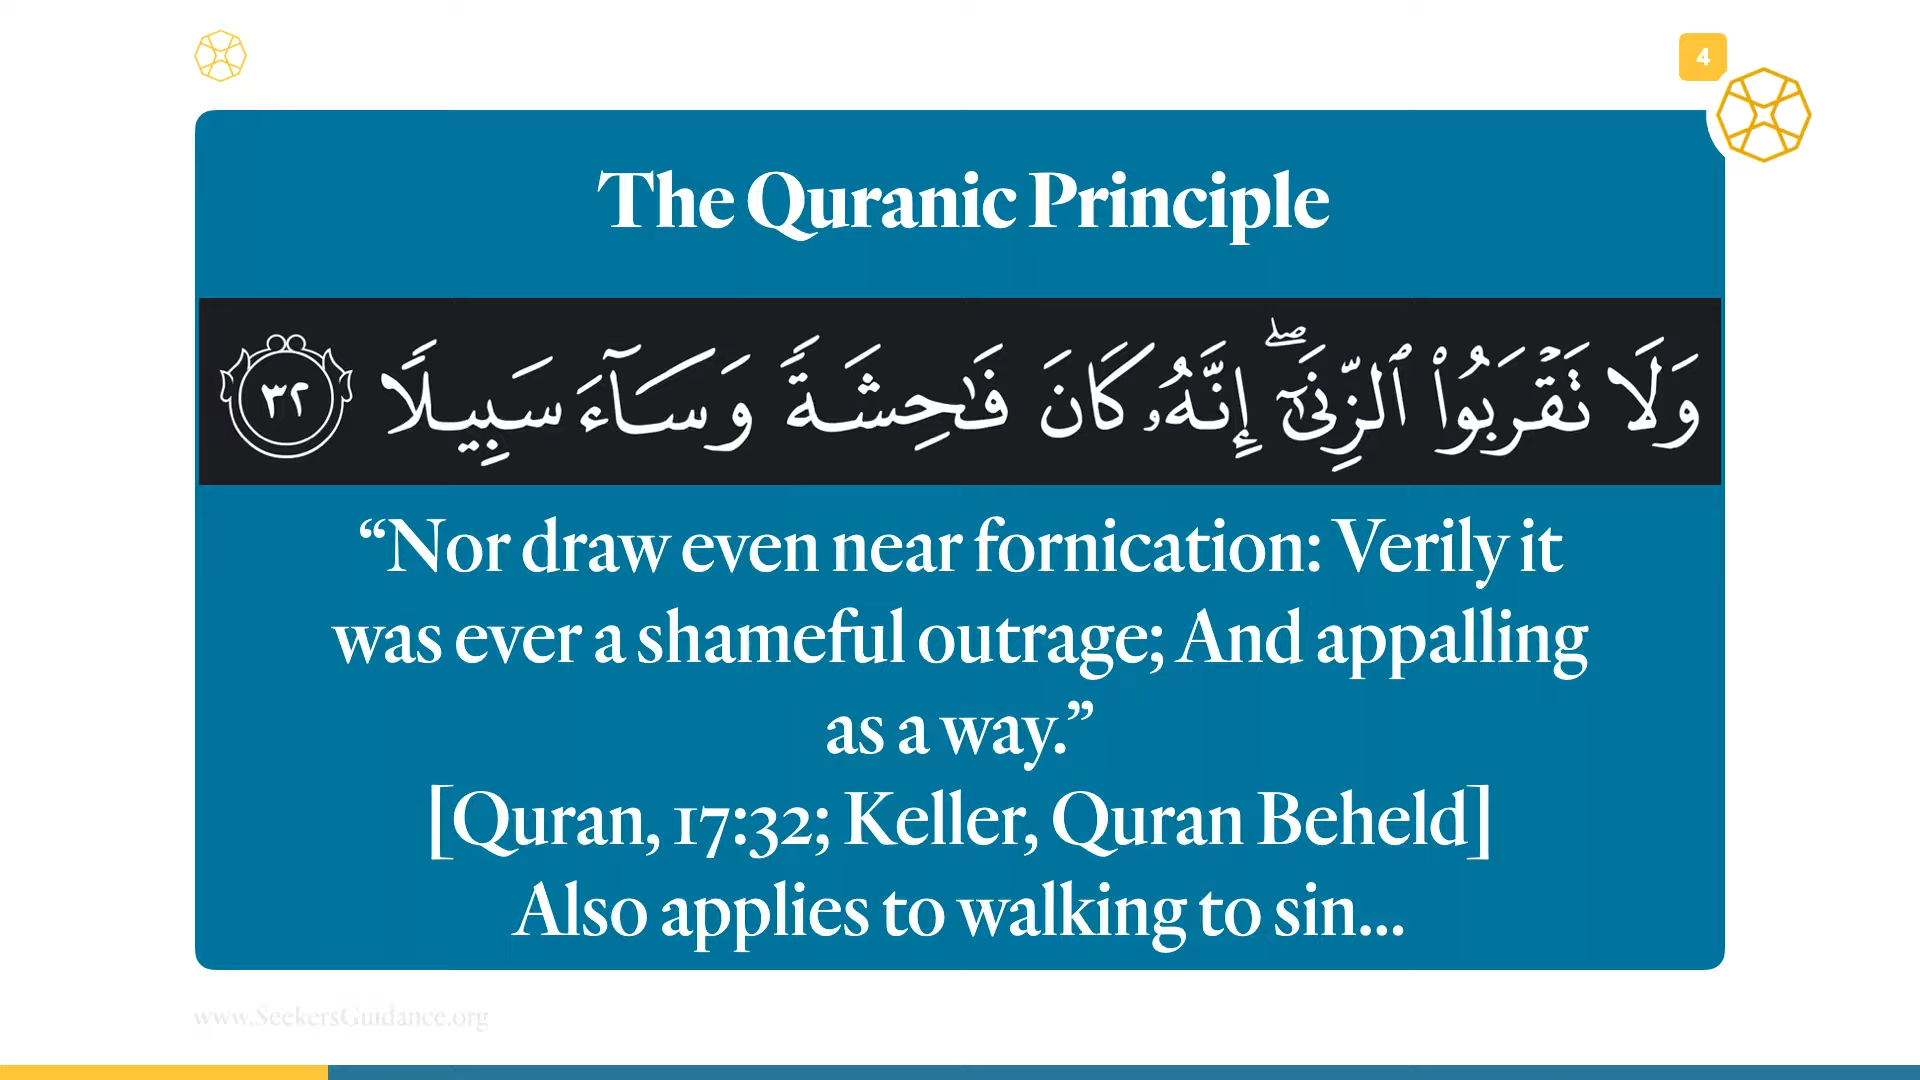 4
The Quranic Principle
وَلَا تَقۡرَبُواْ ٱلزِّنَىٰٓۖ إِنَّهُۥ كَانَ فَٰحِشَةٗ وَسَآءَ سَبِيلٗا ٣٢
“Nor draw even near fornication: Verily it
was ever a shameful outrage; And appalling
as a way.”
[Quran, 17:32; Keller, Quran Beheld]
Also applies to walking to sin...
www.SeekersGuidance.org